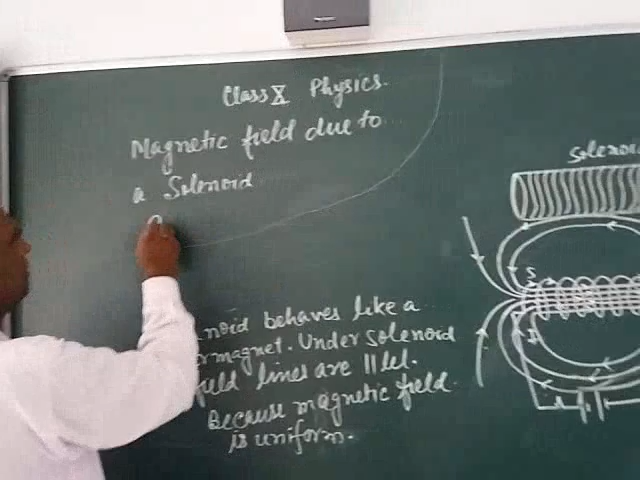 Class X Physics.
Magnetic field due to
a Solenoid
Solenoid
S
noid behaves like a
magnet. Under solenoid
field lines are || lel.
Because magnetic field
is uniform.